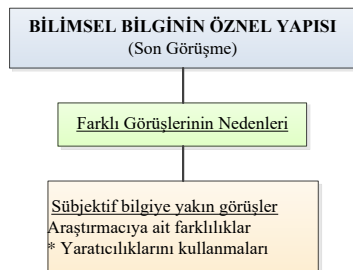 BİLİMSEL BİLGİNİN ÖZNEL YAPISI
(Son Görüşme)
Farklı Görüşlerinin Nedenleri
Sübjektif bilgiye yakın görüşler
Araştırmacıya ait farklılıklar
* Yaratıcılıklarını kullanmaları